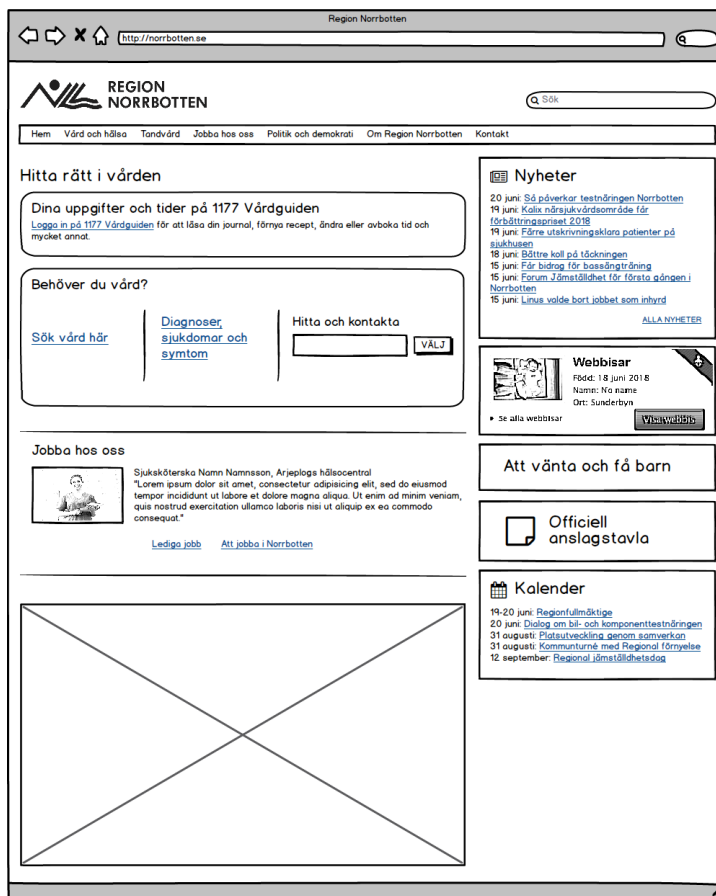 Region Norrbotten
http://norrbotten.se
REGION
NORRBOTTEN
Sök
Hem Vård och hälsa Tandvård Jobba hos oss Politik och demokrati Om Region Norrbotten Kontakt
Hitta rätt i vården
Dina uppgifter och tider på 1177 Vårdguiden
Logga in på 1177 Vårdguiden för att läsa din journal, förnya recept, ändra eller avboka tid och
mycket annat.
Behöver du vård?
Sök vård här
Diagnoser,
sjukdomar och
symtom
Hitta och kontakta
VÄLJ
Jobba hos oss
Sjuksköterska Namn Namnsson, Arjeplogs hälsocentral
"Lorem ipsum dolor sit amet, consectetur adipisicing elit, sed do eiusmod
tempor incididunt ut labore et dolore magna aliqua. Ut enim ad minim veniam,
quis nostrud exercitation ullamco laboris nisi ut aliquip ex ea commodo
consequat."
Lediga jobb Att jobba i Norrbotten
Nyheter
20 juni: Så påverkar testnäringen Norrbotten
19 juni: Kalix närsjukvårdsområde får
förbättringspriset 2018
19 juni: Färre utskrivningsklara patienter på
sjukhusen
18 juni: Bättre koll på täckningen
15 juni: Får bidrag för bassängträning
15 juni: Forum Jämställdhet för första gången i
Norrbotten
15 juni: Linus valde bort jobbet som inhyrd
ALLA NYHETER
Webbisar
Född: 18 juni 2018
Namn: No name
Ort: Sunderbyn
Se alla webbisar
Visa webbis
Att vänta och få barn
Officiell
anslagstavla
Kalender
19-20 juni: Regionfullmäktige
20 juni: Dialog om bil- och komponenttestnäringen
31 augusti: Platsutveckling genom samverkan
31 augusti: Kommunturné med Regional förnyelse
12 september: Regional jämställdhetsdag